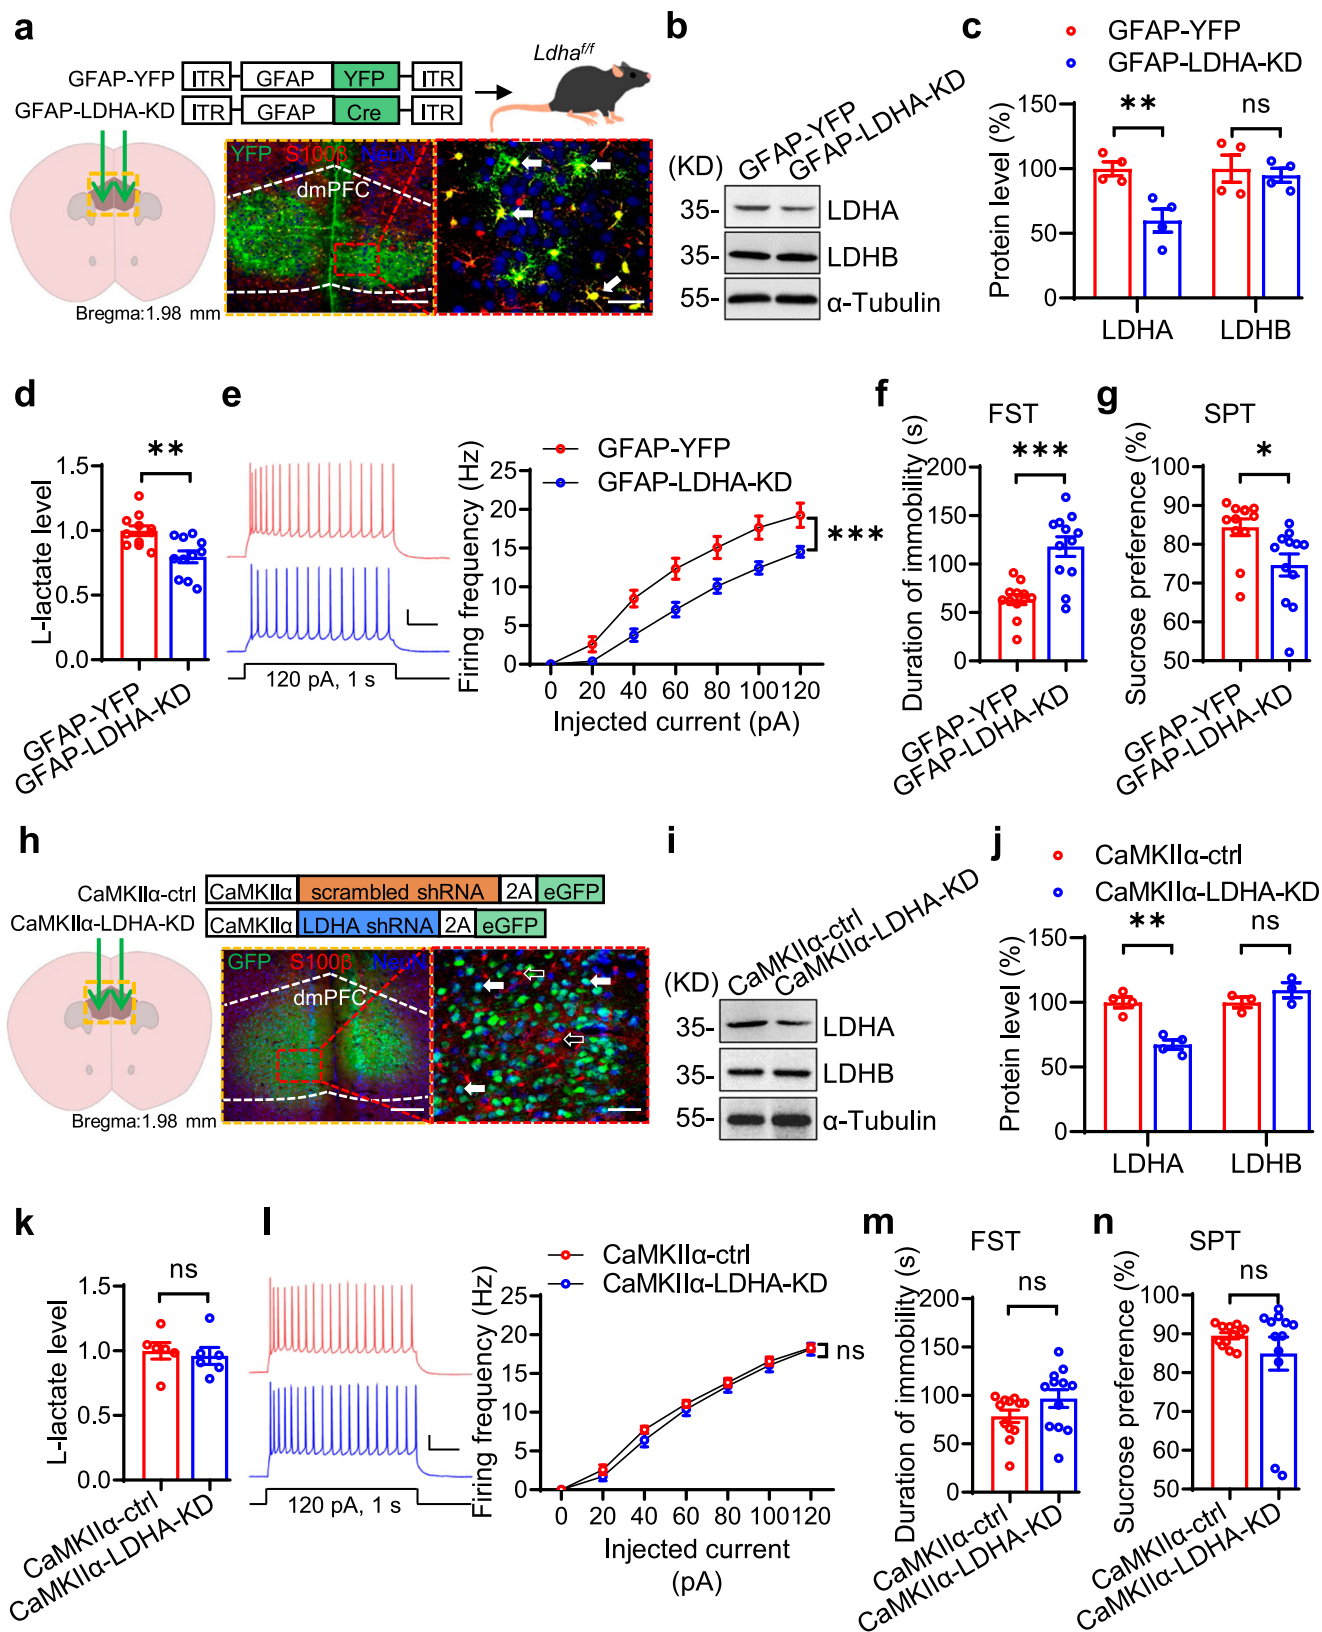 a
Ldha^f/f
GFAP-YFP ITR GFAP YFP ITR
GFAP-LDHA-KD ITR GFAP Cre ITR
YFP S100β NeuN
dmPFC
Bregma:1.98 mm
b
GFAP-YFP
GFAP-LDHA-KD
(KD)
35- LDHA
35- LDHB
55- α-Tubulin
c
GFAP-YFP
GFAP-LDHA-KD
Protein level (%)
150
100
50
0
** ns
LDHA LDHB
d
L-lactate level
1.5
1.0
0.5
0.0
**
GFAP-YFP
GFAP-LDHA-KD
e
120 pA, 1 s
GFAP-YFP
GFAP-LDHA-KD
Firing frequency (Hz)
25
20
15
10
5
0
***
0 20 40 60 80 100 120
Injected current (pA)
f
FST
Duration of immobility (s)
200
150
100
50
0
***
GFAP-YFP
GFAP-LDHA-KD
g
SPT
Sucrose preference (%)
100
90
80
70
60
50
*
GFAP-YFP
GFAP-LDHA-KD
h
CaMKIIα-ctrl CaMKIIα scrambled shRNA 2A eGFP
CaMKIIα-LDHA-KD CaMKIIα LDHA shRNA 2A eGFP
GFP S100β NeuN
dmPFC
Bregma:1.98 mm
i
CaMKIIα-ctrl
CaMKIIα-LDHA-KD
(KD)
35- LDHA
35- LDHB
55- α-Tubulin
j
CaMKIIα-ctrl
CaMKIIα-LDHA-KD
Protein level (%)
150
100
50
0
** ns
LDHA LDHB
k
L-lactate level
1.5
1.0
0.5
0.0
ns
CaMKIIα-ctrl
CaMKIIα-LDHA-KD
l
120 pA, 1 s
CaMKIIα-ctrl
CaMKIIα-LDHA-KD
Firing frequency (Hz)
25
20
15
10
5
0
ns
0 20 40 60 80 100 120
Injected current
(pA)
m
FST
Duration of immobility (s)
200
150
100
50
0
ns
CaMKIIα-ctrl
CaMKIIα-LDHA-KD
n
SPT
Sucrose preference (%)
100
90
80
70
60
50
ns
CaMKIIα-ctrl
CaMKIIα-LDHA-KD